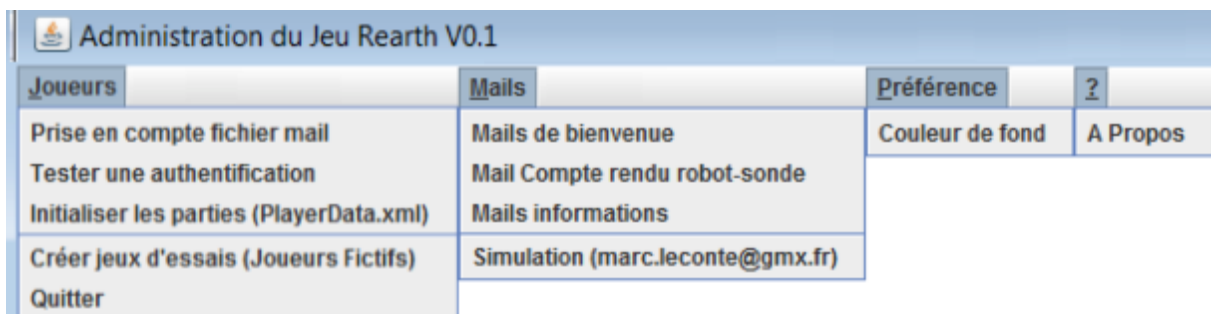 Administration du Jeu Rearth V0.1
Joueurs
Prise en compte fichier mail
Tester une authentification
Initialiser les parties (PlayerData.xml)
Créer jeux d'essais (Joueurs Fictifs)
Quitter
Mails
Mails de bienvenue
Mail Compte rendu robot-sonde
Mails informations
Simulation (marc.leconte@gmx.fr)
Préférence
Couleur de fond
?
A Propos